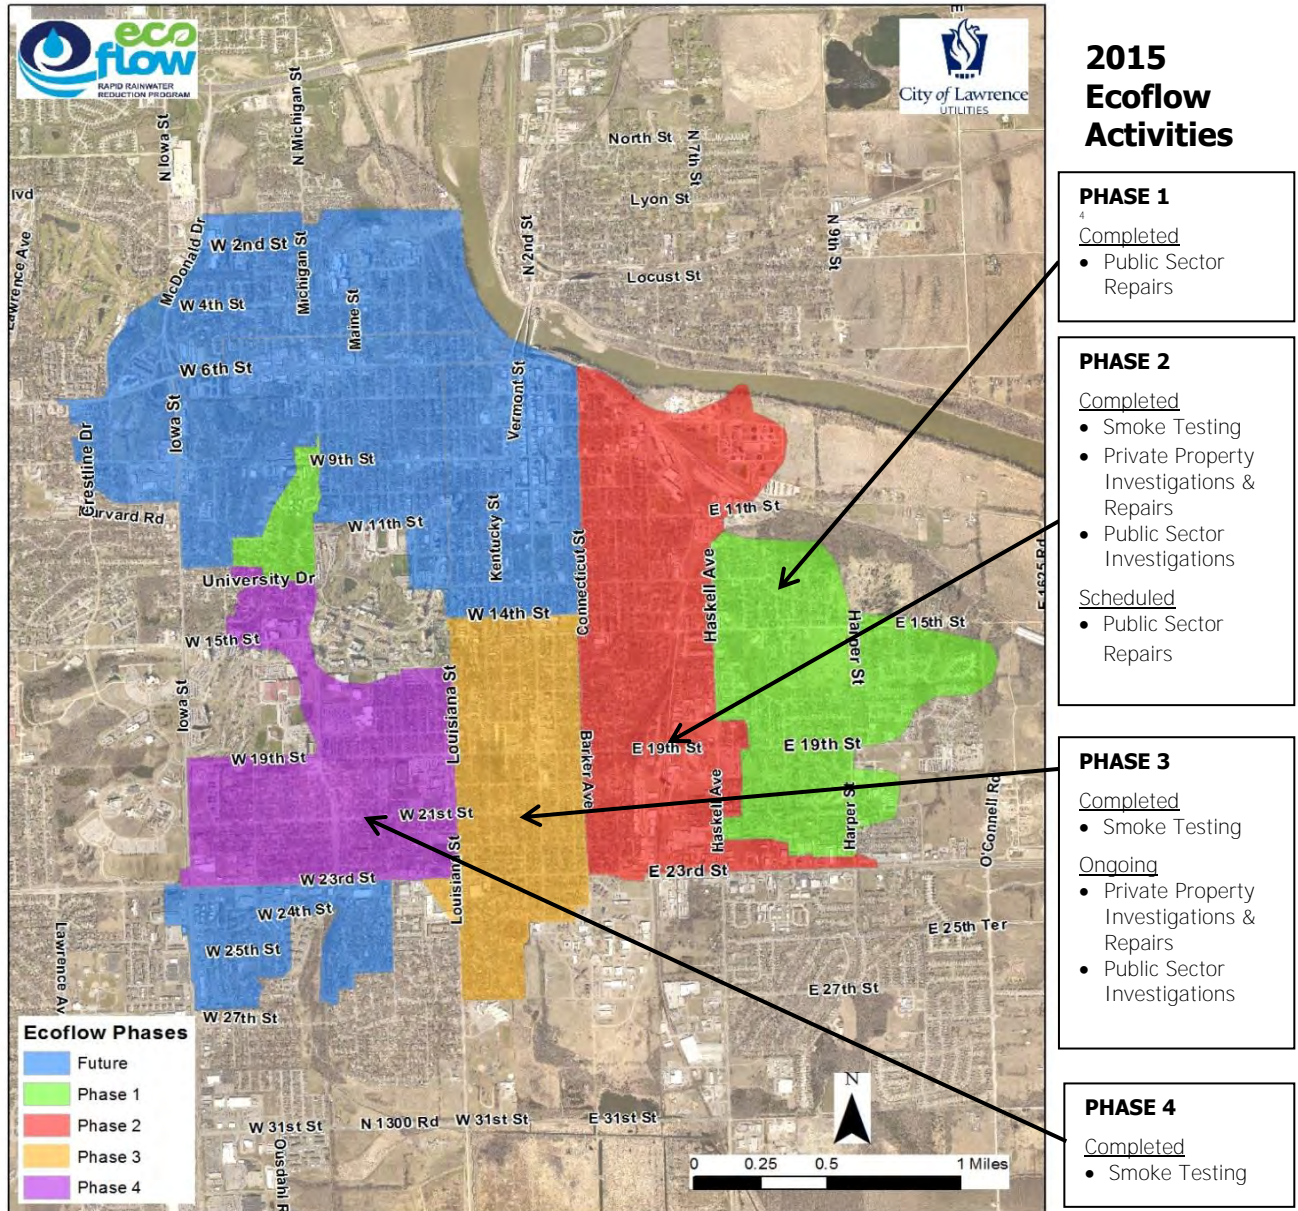 eco
flow
RAPID RAINWATER
REDUCTION PROGRAM
City of Lawrence
UTILITIES
2015
Ecoflow
Activities
PHASE 1
4
Completed
• Public Sector
Repairs
PHASE 2
Completed
• Smoke Testing
• Private Property
Investigations &
Repairs
• Public Sector
Investigations
Scheduled
• Public Sector
Repairs
PHASE 3
Completed
• Smoke Testing
Ongoing
• Private Property
Investigations &
Repairs
• Public Sector
Investigations
PHASE 4
Completed
• Smoke Testing
N Iowa St
N Michigan St
North St
N 7th St
Lyon St
N 9th St
N 2nd St
Locust St
lvd
Lawrence Ave
McDonald Dr
W 2nd St
Michigan St
W 4th St
Maine St
W 6th St
Iowa St
Vermont St
Crestline Dr
W 9th St
Harvard Rd
W 11th St
Kentucky St
Connecticut St
E 11th St
Haskell Ave
E 1625 Rd
University Dr
W 14th St
Harper St
E 15th St
W 15th St
Iowa St
Louisiana St
W 19th St
Barker Ave
E 19th St
E 19th St
W 21st St
Haskell Ave
Harper St
O'Connell Rd
Louisiana St
W 23rd St
E 23rd St
W 24th St
W 25th St
E 25th Ter
Lawrence Av
E 27th St
W 27th St
Ecoflow Phases
Future
Phase 1
Phase 2
Phase 3
Phase 4
W 31st St
N 1300 Rd
W 31st St
E 31st St
Ousdahl R
N
0
0.25
0.5
1 Miles